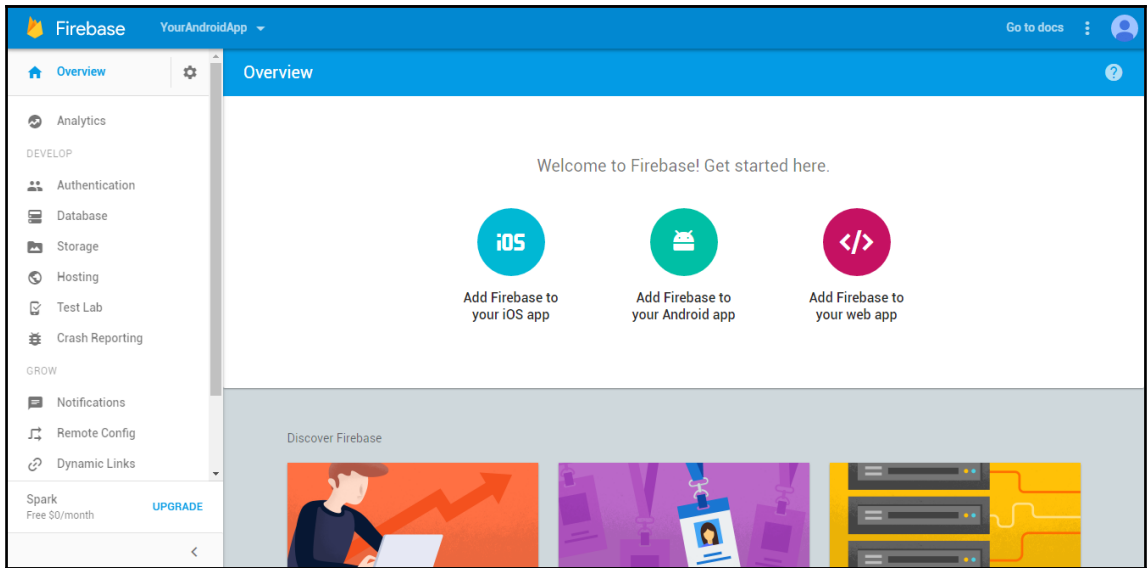 Firebase
YourAndroidApp
Go to docs
Overview
Overview
Analytics
DEVELOP
Authentication
Database
Storage
Hosting
Test Lab
Crash Reporting
GROW
Notifications
Remote Config
Dynamic Links
Spark
Free $0/month
UPGRADE
Welcome to Firebase! Get started here.
iOS
Add Firebase to
your iOS app
Add Firebase to
your Android app
</>
Add Firebase to
your web app
Discover Firebase